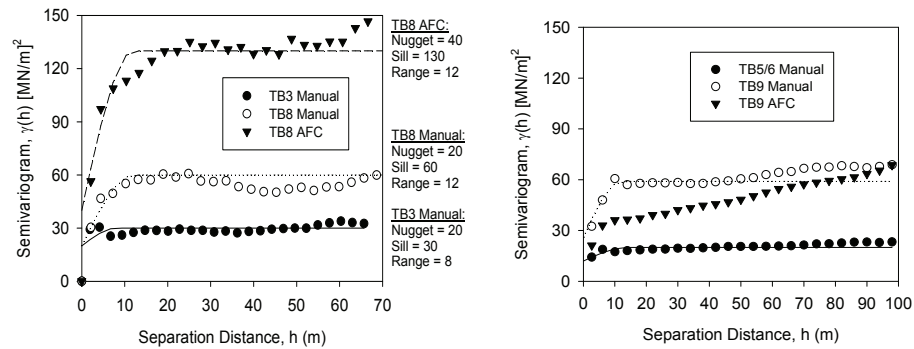 Semivariogram, γ(h) [MN/m]²
150
120
90
60
30
0
TB3 Manual
TB8 Manual
TB8 AFC
0 10 20 30 40 50 60 70
Separation Distance, h (m)
TB8 AFC:
Nugget = 40
Sill = 130
Range = 12
TB8 Manual:
Nugget = 20
Sill = 60
Range = 12
TB3 Manual:
Nugget = 20
Sill = 30
Range = 8
Semivariogram, γ(h) [MN/m]²
150
120
90
60
30
0
TB5/6 Manual
TB9 Manual
TB9 AFC
0 10 20 30 40 50 60 70 80 90 100
Separation Distance, h (m)